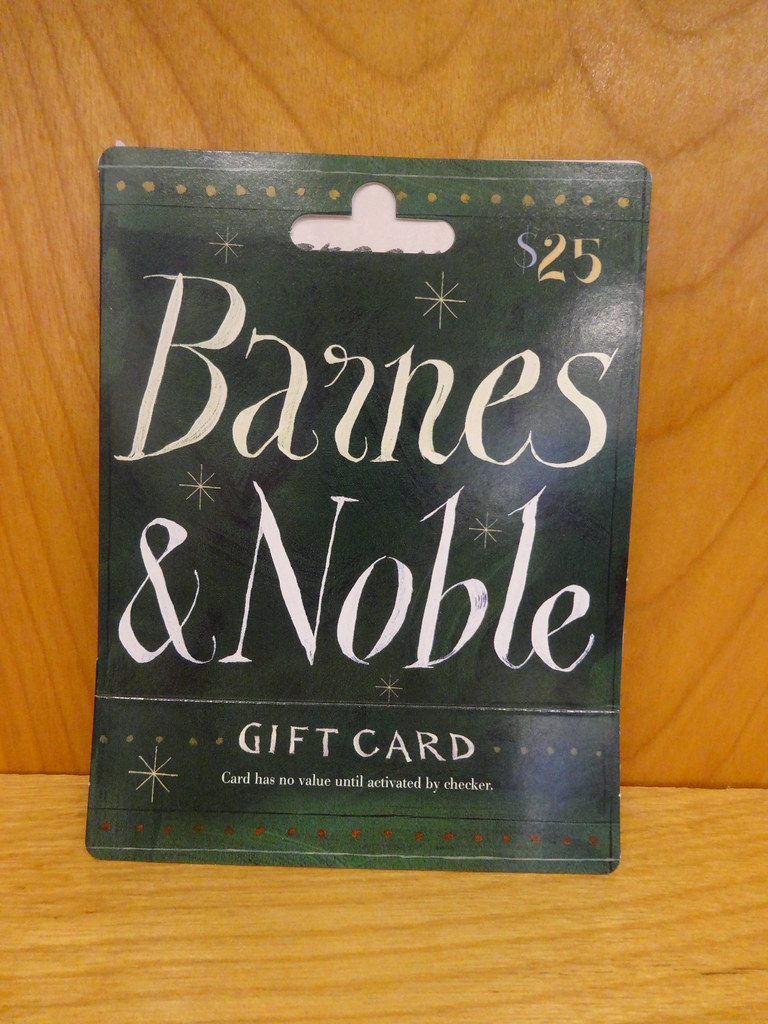 $25
Barnes
& Noble
GIFT CARD
Card has no value until activated by checker.